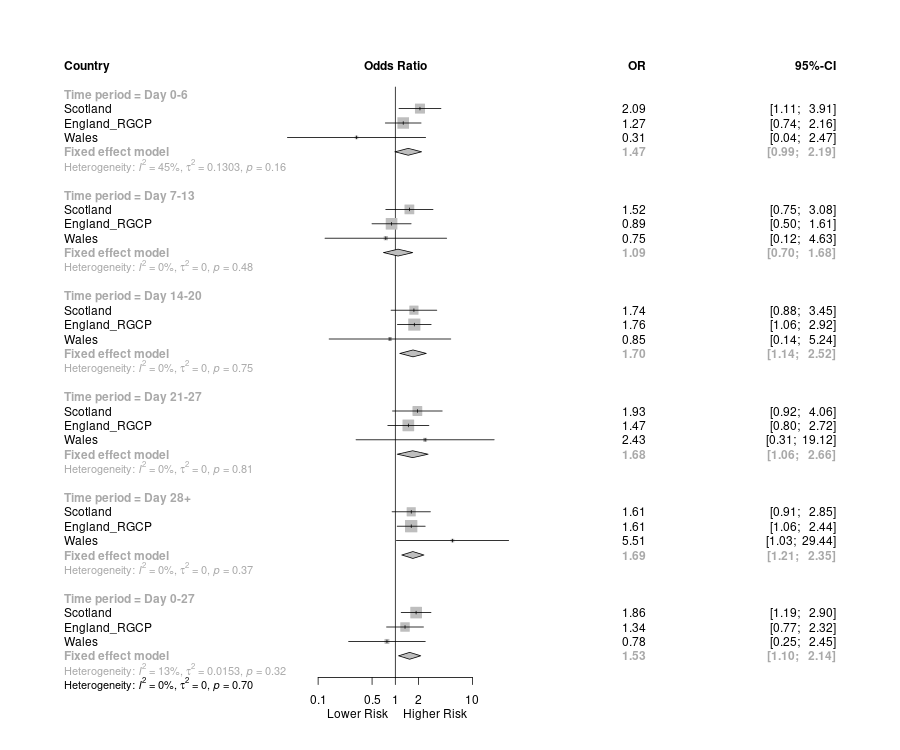 Country Odds Ratio OR 95%-CI
Time period = Day 0-6
Scotland 2.09 [1.11; 3.91]
England_RGCP 1.27 [0.74; 2.16]
Wales 0.31 [0.04; 2.47]
Fixed effect model 1.47 [0.99; 2.19]
Heterogeneity: I² = 45%, τ² = 0.1303, p = 0.16
Time period = Day 7-13
Scotland 1.52 [0.75; 3.08]
England_RGCP 0.89 [0.50; 1.61]
Wales 0.75 [0.12; 4.63]
Fixed effect model 1.09 [0.70; 1.68]
Heterogeneity: I² = 0%, τ² = 0, p = 0.48
Time period = Day 14-20
Scotland 1.74 [0.88; 3.45]
England_RGCP 1.76 [1.06; 2.92]
Wales 0.85 [0.14; 5.24]
Fixed effect model 1.70 [1.14; 2.52]
Heterogeneity: I² = 0%, τ² = 0, p = 0.75
Time period = Day 21-27
Scotland 1.93 [0.92; 4.06]
England_RGCP 1.47 [0.80; 2.72]
Wales 2.43 [0.31; 19.12]
Fixed effect model 1.68 [1.06; 2.66]
Heterogeneity: I² = 0%, τ² = 0, p = 0.81
Time period = Day 28+
Scotland 1.61 [0.91; 2.85]
England_RGCP 1.61 [1.06; 2.44]
Wales 5.51 [1.03; 29.44]
Fixed effect model 1.69 [1.21; 2.35]
Heterogeneity: I² = 0%, τ² = 0, p = 0.37
Time period = Day 0-27
Scotland 1.86 [1.19; 2.90]
England_RGCP 1.34 [0.77; 2.32]
Wales 0.78 [0.25; 2.45]
Fixed effect model 1.53 [1.10; 2.14]
Heterogeneity: I² = 13%, τ² = 0.0153, p = 0.32
Heterogeneity: I² = 0%, τ² = 0, p = 0.70
0.1 0.5 1 2 10
Lower Risk Higher Risk